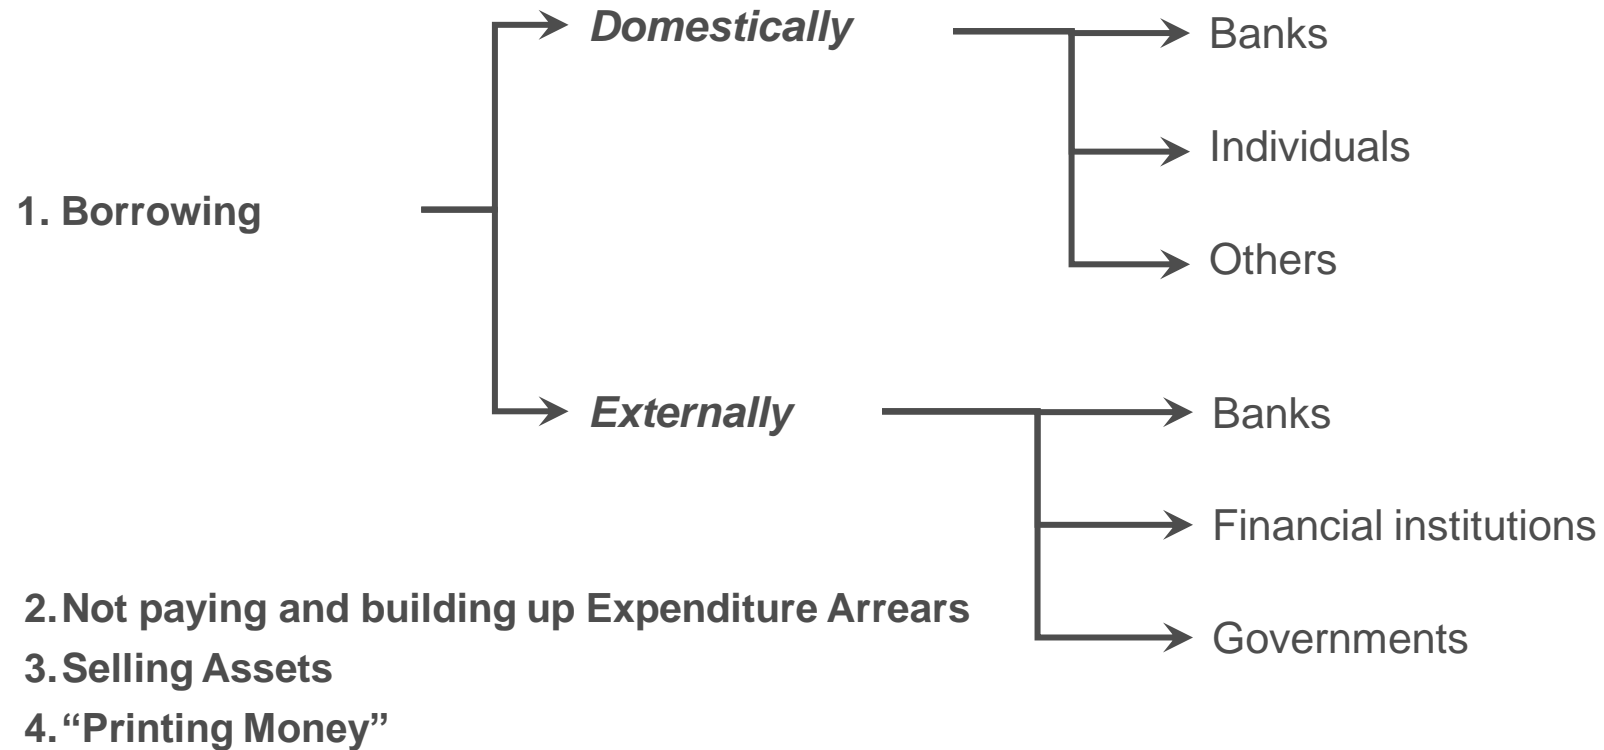 1. Borrowing
Domestically
Banks
Individuals
Others
Externally
Banks
Financial institutions
Governments
2. Not paying and building up Expenditure Arrears
3. Selling Assets
4. “Printing Money”